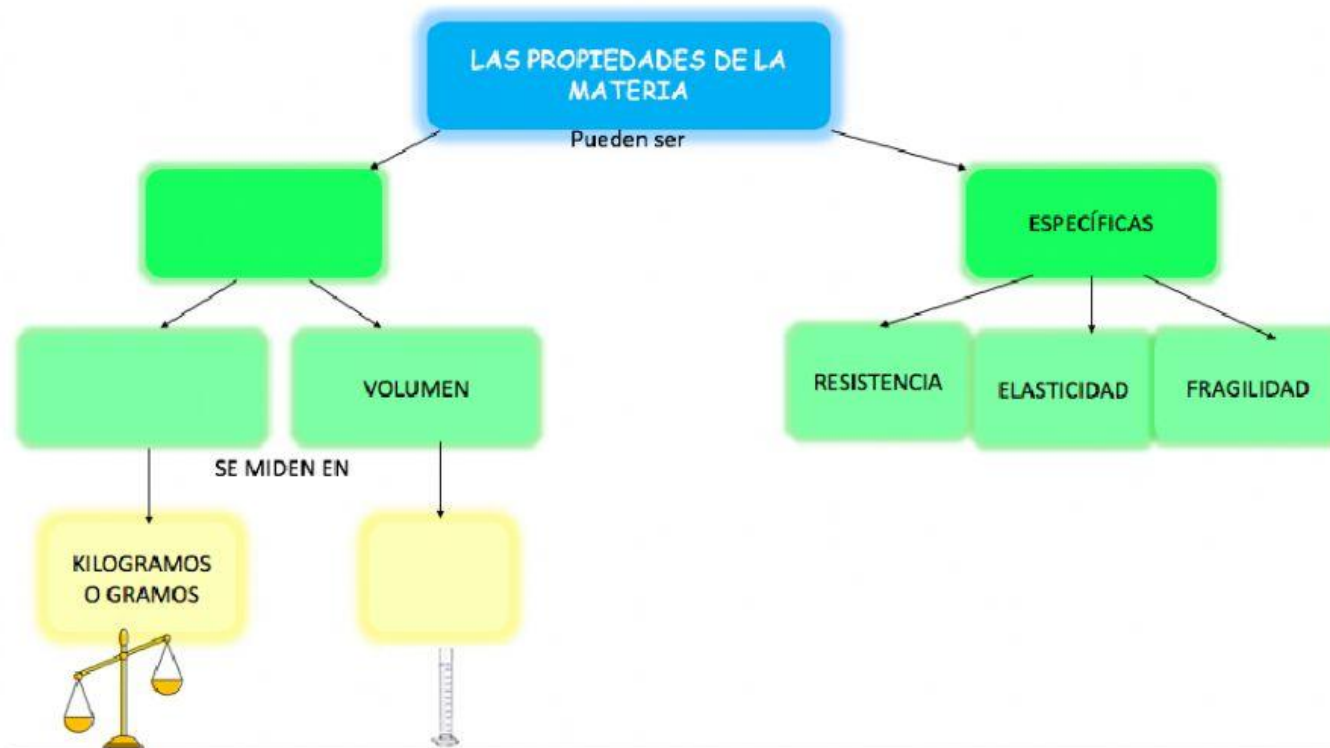 LAS PROPIEDADES DE LA
MATERIA
Pueden ser
ESPECÍFICAS
VOLUMEN
RESISTENCIA
ELASTICIDAD
FRAGILIDAD
SE MIDEN EN
KILOGRAMOS
O GRAMOS